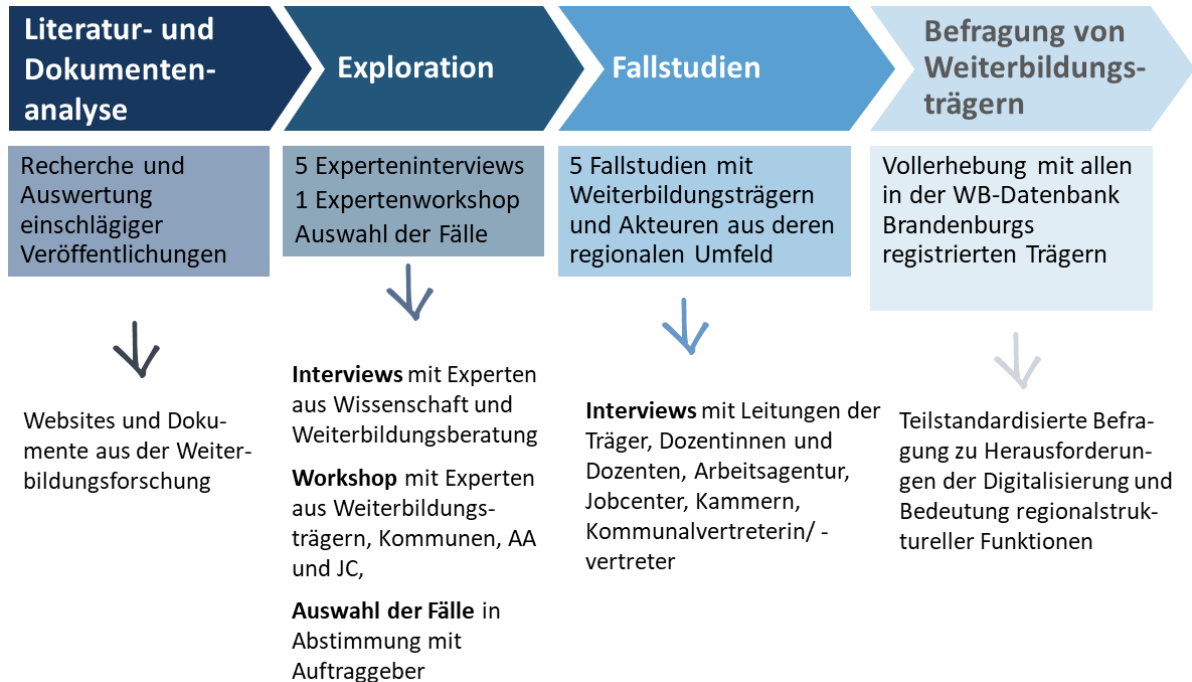 Literatur- und
Dokumenten-
analyse
Recherche und
Auswertung
einschlägiger
Veröffentlichungen
Websites und Doku-
mente aus der Weiter-
bildungsforschung
Exploration
5 Experteninterviews
1 Expertenworkshop
Auswahl der Fälle
Interviews mit Experten
aus Wissenschaft und
Weiterbildungsberatung
Workshop mit Experten
aus Weiterbildungs-
trägern, Kommunen, AA
und JC,
Auswahl der Fälle in
Abstimmung mit
Auftraggeber
Fallstudien
5 Fallstudien mit
Weiterbildungsträgern
und Akteuren aus deren
regionalen Umfeld
Interviews mit Leitungen der
Träger, Dozentinnen und
Dozenten, Arbeitsagentur,
Jobcenter, Kammern,
Kommunalvertreterin/ -
vertreter
Befragung von
Weiterbildungs-
trägern
Vollerhebung mit allen
in der WB-Datenbank
Brandenburgs
registrierten Trägern
Teilstandardisierte Befra-
gung zu Herausforderun-
gen der Digitalisierung und
Bedeutung regionalstruk-
tureller Funktionen